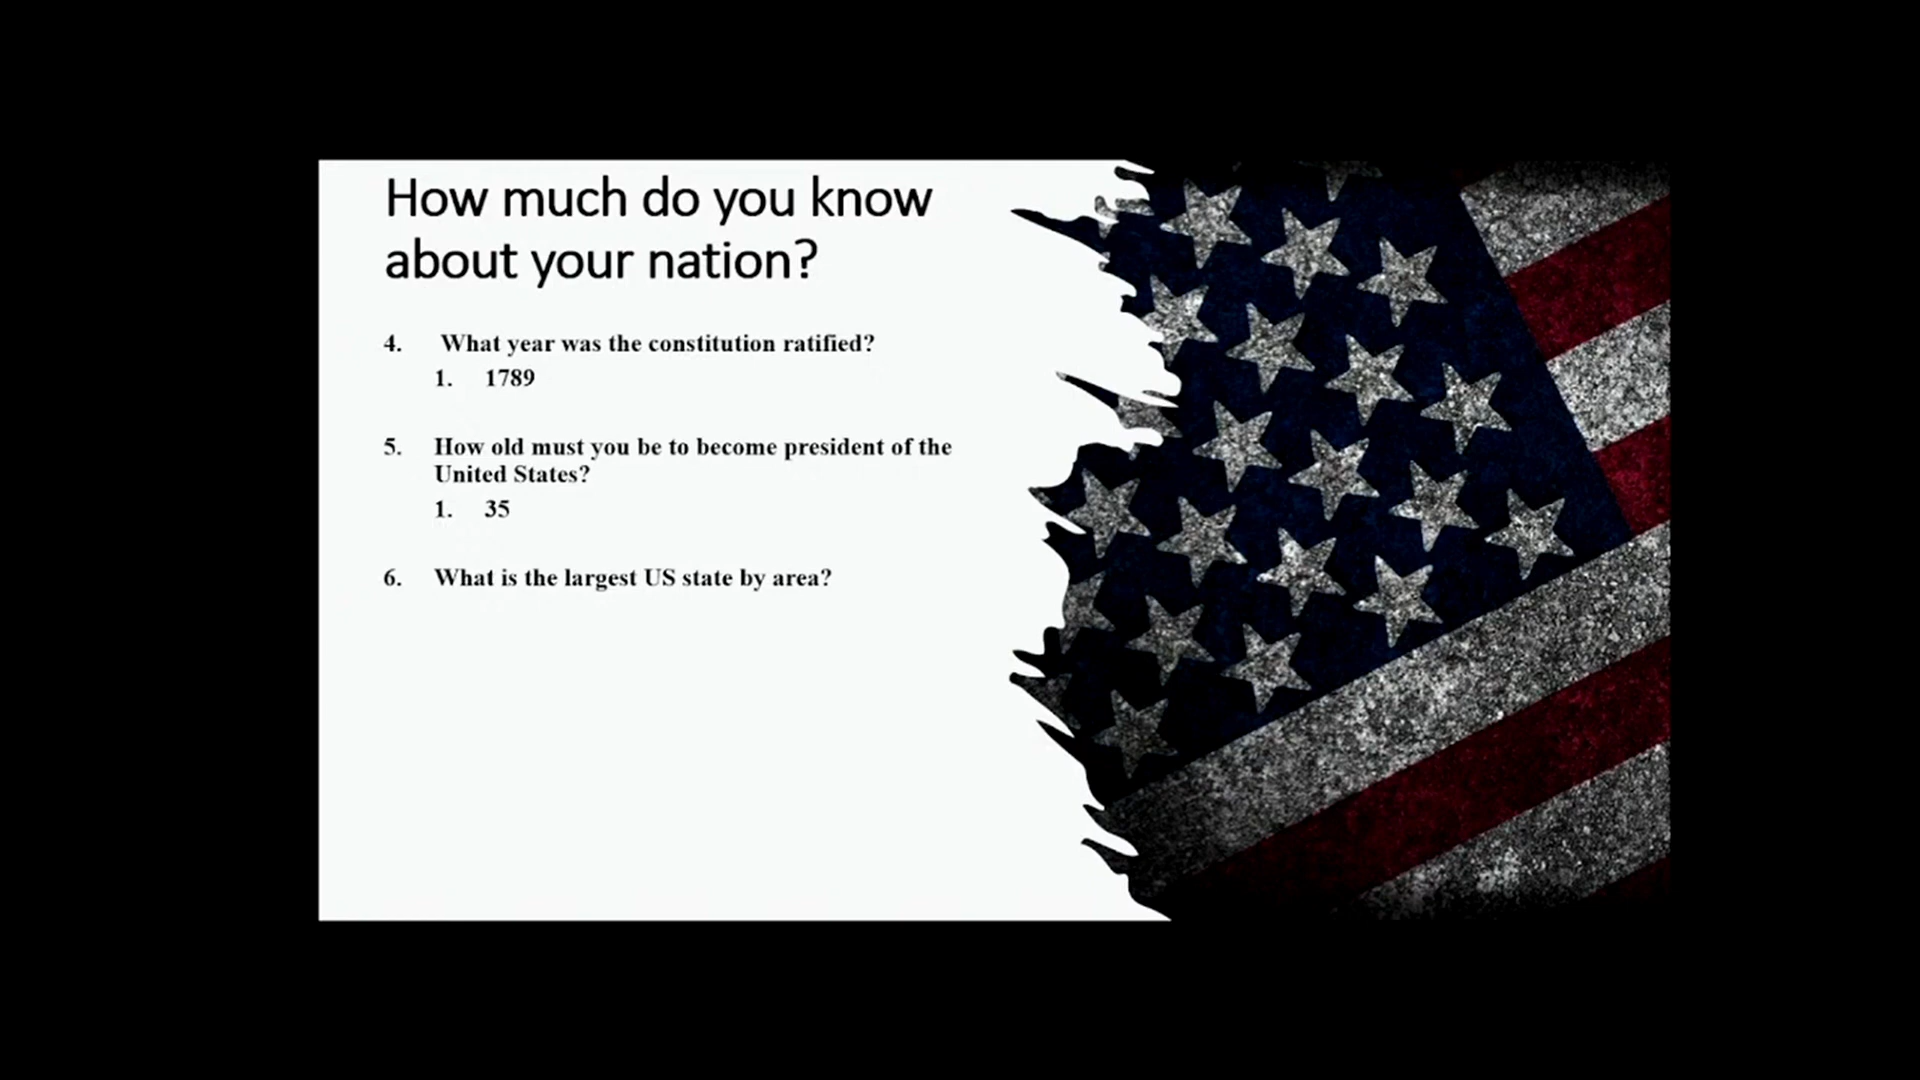 How much do you know
about your nation?
4. What year was the constitution ratified?
1. 1789
5. How old must you be to become president of the
United States?
1. 35
6. What is the largest US state by area?